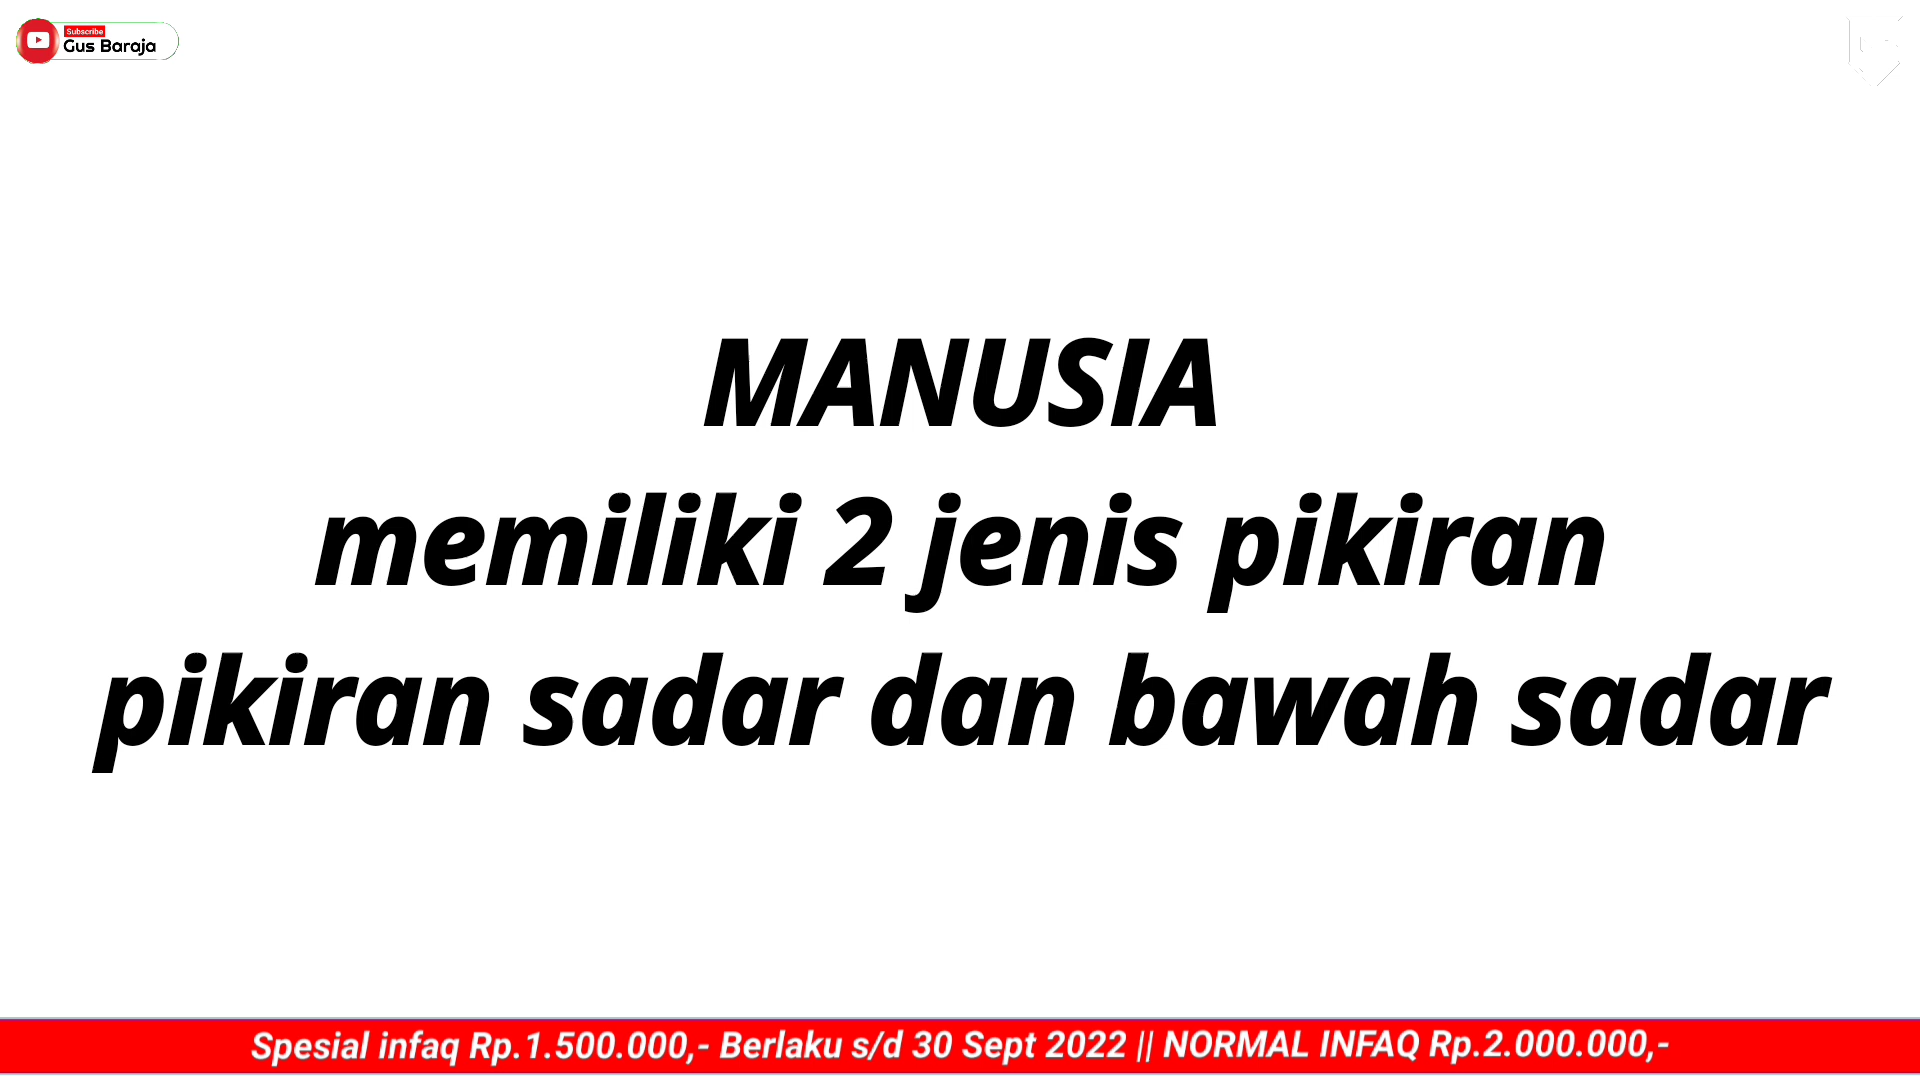 Subscribe
Gus Baraja
MANUSIA
memiliki 2 jenis pikiran
pikiran sadar dan bawah sadar
Spesial infaq Rp.1.500.000,- Berlaku s/d 30 Sept 2022 || NORMAL INFAQ Rp.2.000.000,-